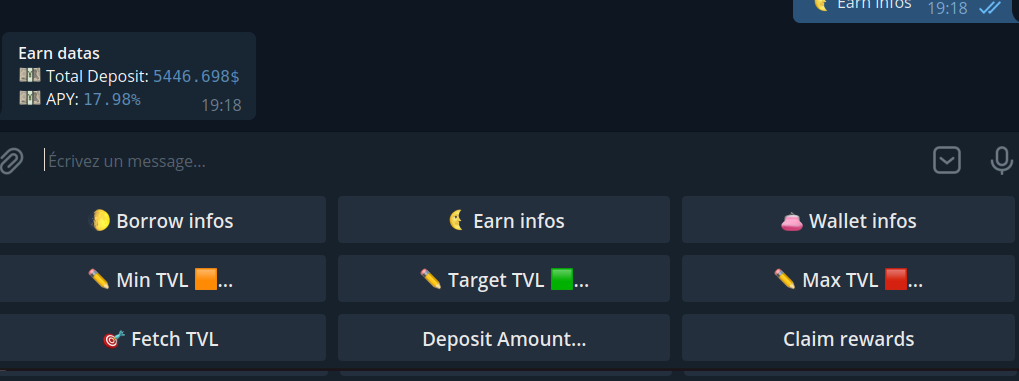 Earn infos 19:18
Earn datas
Total Deposit: 5446.698$
APY: 17.98% 19:18
Écrivez un message...
Borrow infos Earn infos Wallet infos
Min TVL ... Target TVL ... Max TVL ...
Fetch TVL Deposit Amount... Claim rewards